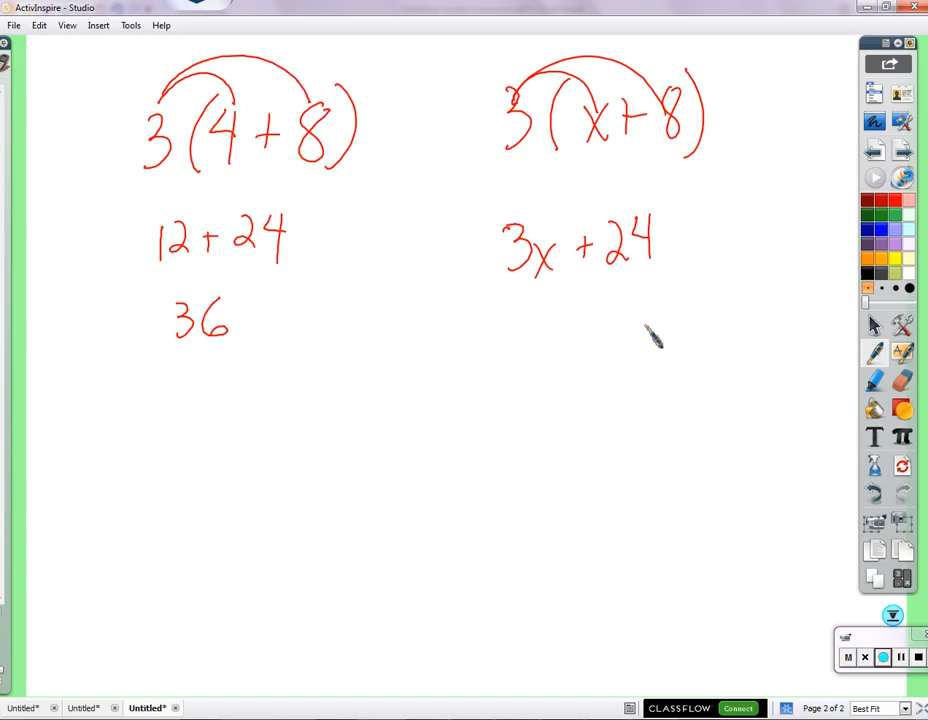 ActivInspire - Studio
File Edit View Insert Tools Help
3(4+8) 3(x+8)
12+24 3x+24
36
M
Untitled* Untitled* Untitled* CLASSFLOW Connect Page 2 of 2 Best Fit